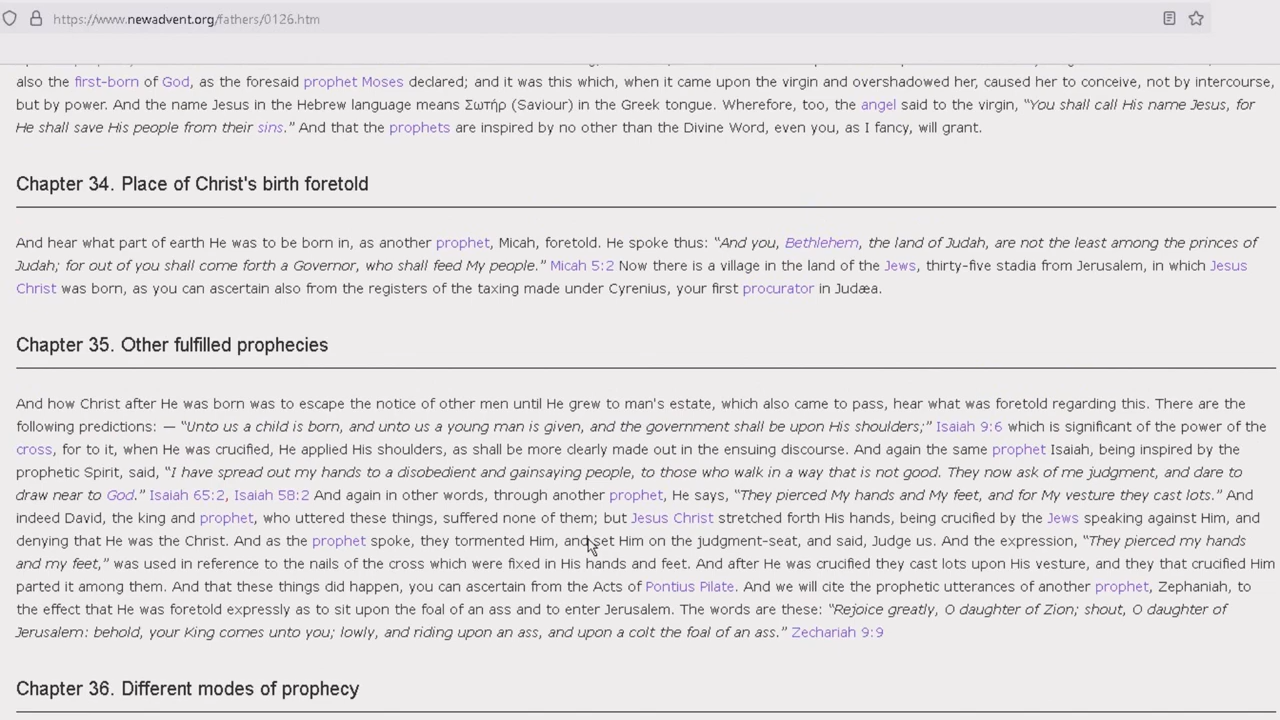 https://www.newadvent.org/fathers/0126.htm
also the first-born of God, as the foresaid prophet Moses declared; and it was this which, when it came upon the virgin and overshadowed her, caused her to conceive, not by intercourse,
but by power. And the name Jesus in the Hebrew language means Σωτήρ (Saviour) in the Greek tongue. Wherefore, too, the angel said to the virgin, “You shall call His name Jesus, for
He shall save His people from their sins.” And that the prophets are inspired by no other than the Divine Word, even you, as I fancy, will grant.
Chapter 34. Place of Christ's birth foretold
And hear what part of earth He was to be born in, as another prophet, Micah, foretold. He spoke thus: “And you, Bethlehem, the land of Judah, are not the least among the princes of
Judah; for out of you shall come forth a Governor, who shall feed My people.” Micah 5:2 Now there is a village in the land of the Jews, thirty-five stadia from Jerusalem, in which Jesus
Christ was born, as you can ascertain also from the registers of the taxing made under Cyrenius, your first procurator in Judæa.
Chapter 35. Other fulfilled prophecies
And how Christ after He was born was to escape the notice of other men until He grew to man's estate, which also came to pass, hear what was foretold regarding this. There are the
following predictions: — “Unto us a child is born, and unto us a young man is given, and the government shall be upon His shoulders;” Isaiah 9:6 which is significant of the power of the
cross, for to it, when He was crucified, He applied His shoulders, as shall be more clearly made out in the ensuing discourse. And again the same prophet Isaiah, being inspired by the
prophetic Spirit, said, “I have spread out my hands to a disobedient and gainsaying people, to those who walk in a way that is not good. They now ask of me judgment, and dare to
draw near to God.” Isaiah 65:2, Isaiah 58:2 And again in other words, through another prophet, He says, “They pierced My hands and My feet, and for My vesture they cast lots.” And
indeed David, the king and prophet, who uttered these things, suffered none of them; but Jesus Christ stretched forth His hands, being crucified by the Jews speaking against Him, and
denying that He was the Christ. And as the prophet spoke, they tormented Him, and set Him on the judgment-seat, and said, Judge us. And the expression, “They pierced my hands
and my feet,” was used in reference to the nails of the cross which were fixed in His hands and feet. And after He was crucified they cast lots upon His vesture, and they that crucified Him
parted it among them. And that these things did happen, you can ascertain from the Acts of Pontius Pilate. And we will cite the prophetic utterances of another prophet, Zephaniah, to
the effect that He was foretold expressly as to sit upon the foal of an ass and to enter Jerusalem. The words are these: “Rejoice greatly, O daughter of Zion; shout, O daughter of
Jerusalem: behold, your King comes unto you; lowly, and riding upon an ass, and upon a colt the foal of an ass.” Zechariah 9:9
Chapter 36. Different modes of prophecy